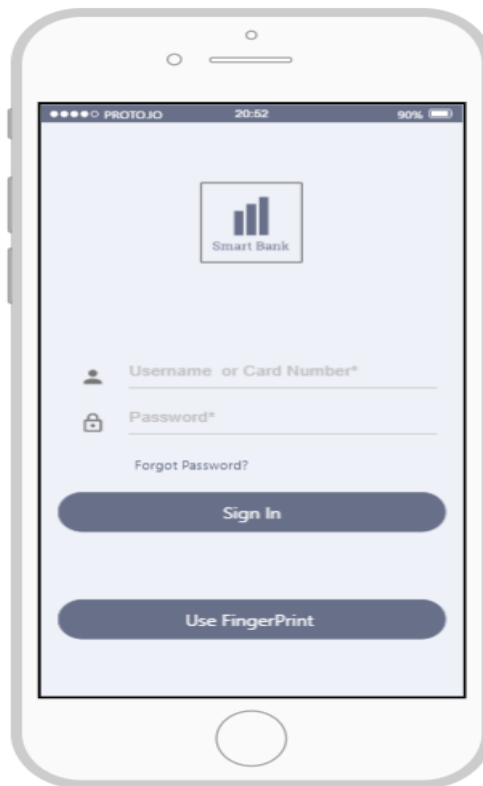 PROTO.IO 20:52 90%
Smart Bank
Username or Card Number*
Password*
Forgot Password?
Sign In
Use FingerPrint